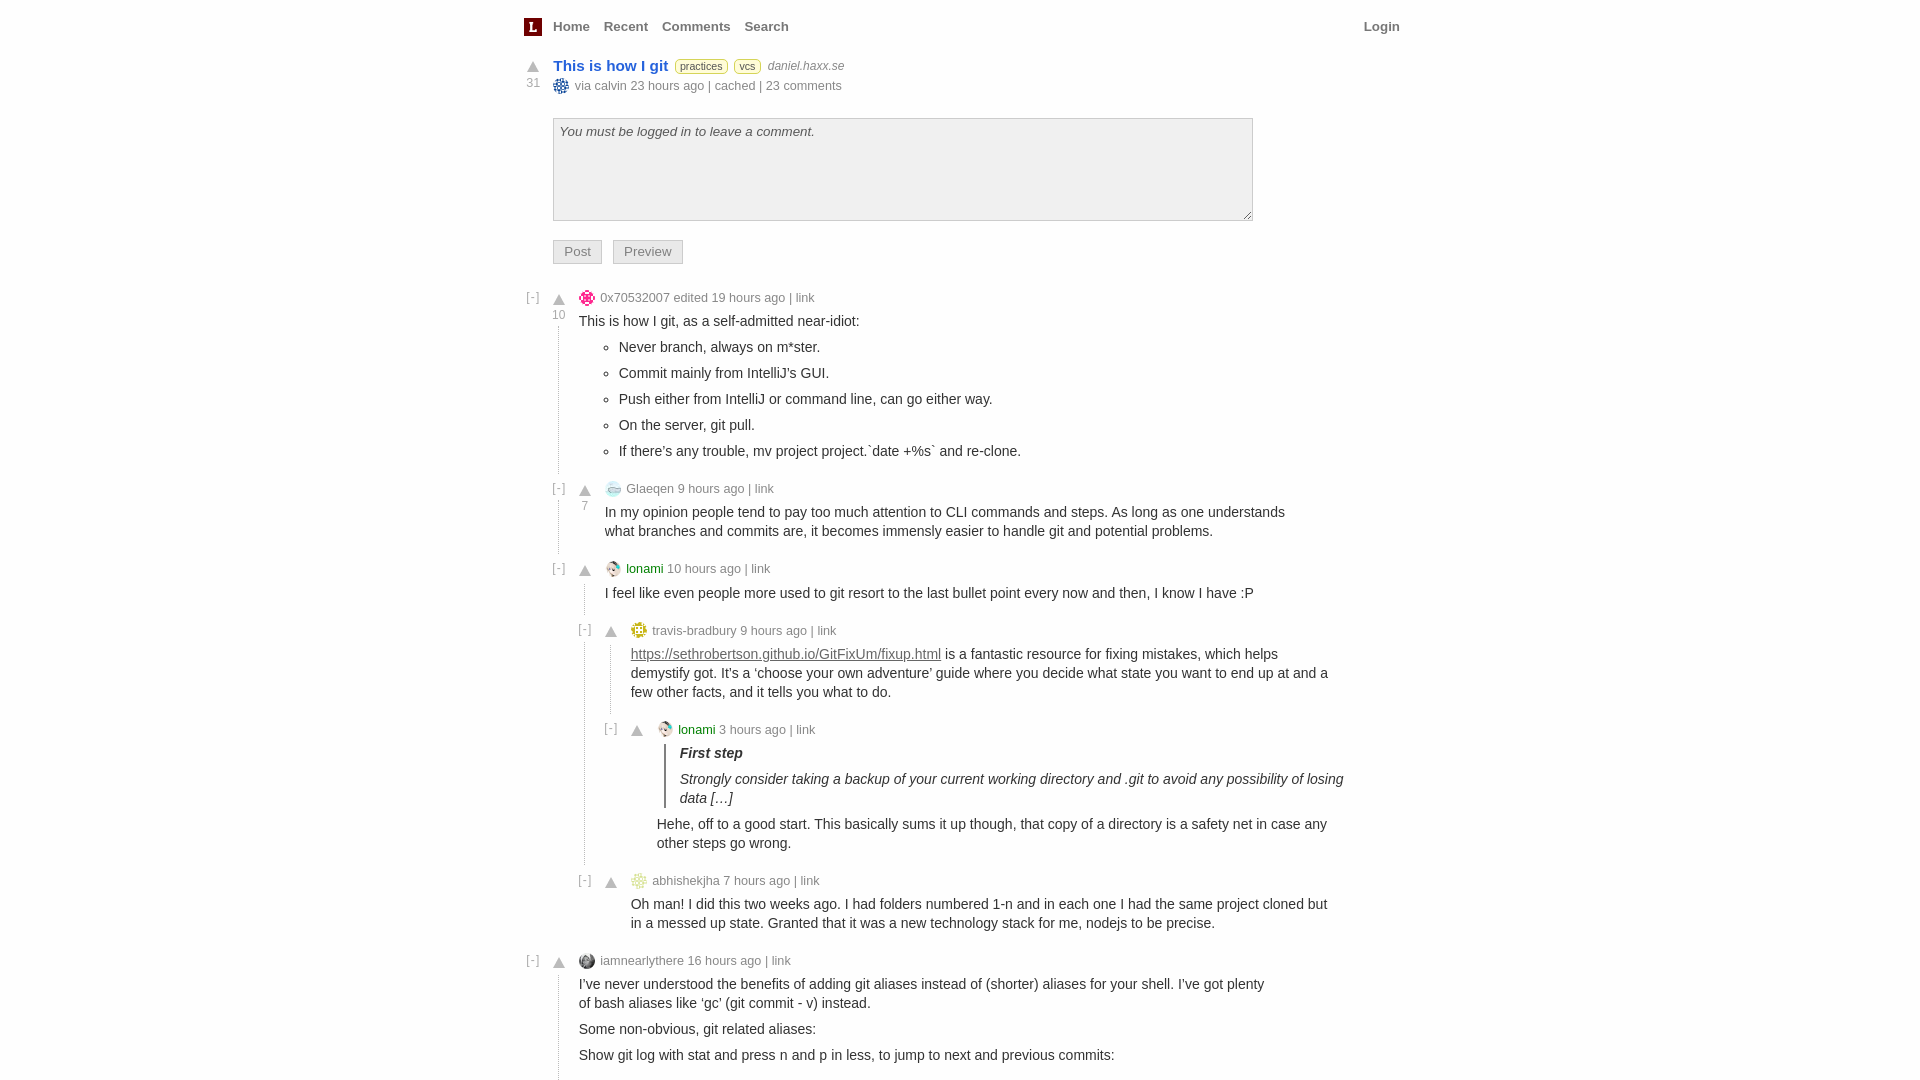 L Home Recent Comments Search Login
This is how I git practices vcs daniel.haxx.se
31 via calvin 23 hours ago | cached | 23 comments
You must be logged in to leave a comment.
Post Preview
[-] 0x70532007 edited 19 hours ago | link
10
This is how I git, as a self-admitted near-idiot:
Never branch, always on m*ster.
Commit mainly from IntelliJ’s GUI.
Push either from IntelliJ or command line, can go either way.
On the server, git pull.
If there’s any trouble, mv project project.`date +%s` and re-clone.
[-] Glaeqen 9 hours ago | link
7
In my opinion people tend to pay too much attention to CLI commands and steps. As long as one understands
what branches and commits are, it becomes immensly easier to handle git and potential problems.
[-] lonami 10 hours ago | link
I feel like even people more used to git resort to the last bullet point every now and then, I know I have :P
[-] travis-bradbury 9 hours ago | link
https://sethrobertson.github.io/GitFixUm/fixup.html is a fantastic resource for fixing mistakes, which helps
demystify got. It’s a ‘choose your own adventure’ guide where you decide what state you want to end up at and a
few other facts, and it tells you what to do.
[-] lonami 3 hours ago | link
First step
Strongly consider taking a backup of your current working directory and .git to avoid any possibility of losing
data […]
Hehe, off to a good start. This basically sums it up though, that copy of a directory is a safety net in case any
other steps go wrong.
[-] abhishekjha 7 hours ago | link
Oh man! I did this two weeks ago. I had folders numbered 1-n and in each one I had the same project cloned but
in a messed up state. Granted that it was a new technology stack for me, nodejs to be precise.
[-] iamnearlythere 16 hours ago | link
I’ve never understood the benefits of adding git aliases instead of (shorter) aliases for your shell. I’ve got plenty
of bash aliases like ‘gc’ (git commit - v) instead.
Some non-obvious, git related aliases:
Show git log with stat and press n and p in less, to jump to next and previous commits: